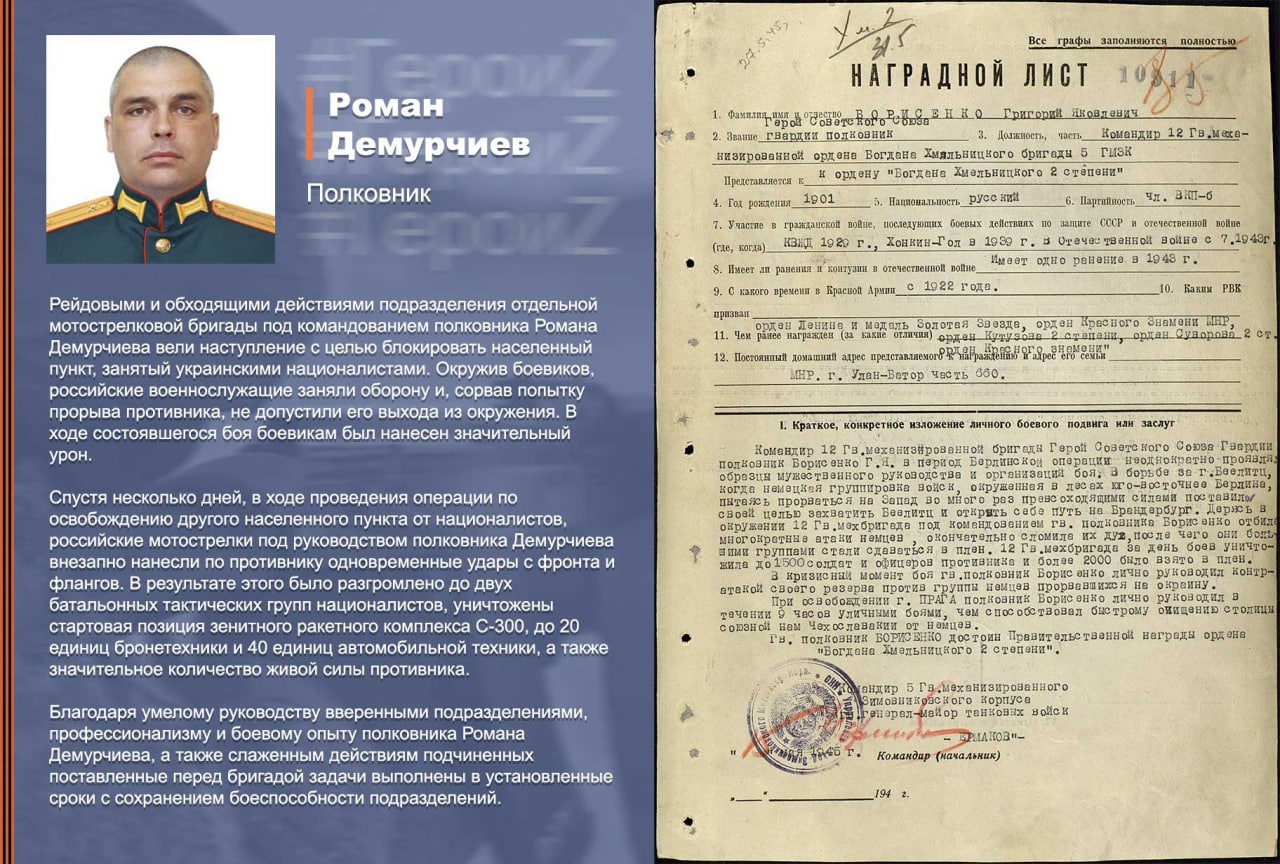 #ГероиZ
#ГероиZ
#ГероиZ
Роман
Демурчиев
Полковник
Рейдовыми и обходящими действиями подразделения отдельной
мотострелковой бригады под командованием полковника Романа
Демурчиева вели наступление с целью блокировать населенный
пункт, занятый украинскими националистами. Окружив боевиков,
российские военнослужащие заняли оборону и, сорвав попытку
прорыва противника, не допустили его выхода из окружения. В
ходе состоявшегося боя боевикам был нанесен значительный
урон.
Спустя несколько дней, в ходе проведения операции по
освобождению другого населенного пункта от националистов,
российские мотострелки под руководством полковника Демурчиева
внезапно нанесли по противнику одновременные удары с фронта и
флангов. В результате этого было разгромлено до двух
батальонных тактических групп националистов, уничтожены
стартовая позиция зенитного ракетного комплекса С-300, до 20
единиц бронетехники и 40 единиц автомобильной техники, а также
значительное количество живой силы противника.
Благодаря умелому руководству вверенными подразделениями,
профессионализму и боевому опыту полковника Романа
Демурчиева, а также слаженным действиям подчиненных
поставленные перед бригадой задачи выполнены в установленные
сроки с сохранением боеспособности подразделений.
27.5.45г.
Все графы заполняются полностью
НАГРАДНОЙ ЛИСТ
1. Фамилия, имя и отчество БОРИСЕНКО Григорий Яковлевич
Герой Советского Союза
2. Звание гвардии полковник 3. Должность, часть Командир 12 Гв.меха-
низированной ордена Богдана Хмяльницкого бригады 5 ГМЗК
Представляется к к ордену "Богдана Хмельницкого 2 степени"
4. Год рождения 1901 5. Национальность русский 6. Партийность Чл. ВКП-б
7. Участие в гражданской войне, последующих боевых действиях по защите СССР и отечественной войне
(где, когда) КВЖД 1929 г., Хонкин-Гол в 1939 г. в Отечественной войне с 7.1943г.
8. Имеет ли ранения и контузии в отечественной войне Имеет одно ранение в 1943 г.
9. С какого времени в Красной Армии с 1922 года. 10. Каким РВК
призван
орден Ленина и медаль Золотая Звезда, орден Красного Знамени МНР,
11. Чем ранее награжден (за какие отличия) орден Кутузова 2 степени, орден Суворова 2 ст.
орден Красного знамени"
12. Постоянный домашний адрес представляемого к награждению и адрес его семьи
МНР. г. Улан-Батор часть 660.
I. Краткое, конкретное изложение личного боевого подвига или заслуг
Командир 12 Гв.механизированной бригады Герой Советского Союза Гвардии
полковник Борисенко Г.Я. в период Берлинской операции неоднократно проявлял
образцы мужественного руководства и организаций боя. В борьбе за г.Беелитц,
когда немецкая группировка войск, окруженная в лесах юго-восточнее Берлина,
пытаясь прорваться на Запад во много раз превосходящими силами поставила
своей целью захватить Беелитц и открыть себе путь на Брандербург. Дерясь в
окружении 12 Гв.мехбригада под командованием гв. полковника Борисенко отбила
многократные атаки немцев , окончательно сломила их дух,после чего они боль-
шими группами стали сдаваться в плен. 12 Гв.мехбригада за день боев уничто-
жила до 1500 солдат и офицеров противника и более 2000 было взято в плен.
В кризисный момент боя гв.полковник Борисенко лично руководил контр-
атакой своего резерва против группы немцев прорвавшихся на окраину.
При освобождении г. ПРАГА полковник Борисенко лично руководил в
течении 9 часов уличными боями, чем способствовал быстрому очищению столицы
союзной нам Чехословакии от немцев.
Гв. полковник БОРИСЕНКО достоин Правительственной награды ордена
"Богдана Хмельницкого 2 степени".
Командир 5 Гв.механизированного
Зимовниковского корпуса
генерал-майор танковых войск
- ЕРМАКОВ"-
" мая 1945 г. Командир (начальник)
"___"____________194 г.